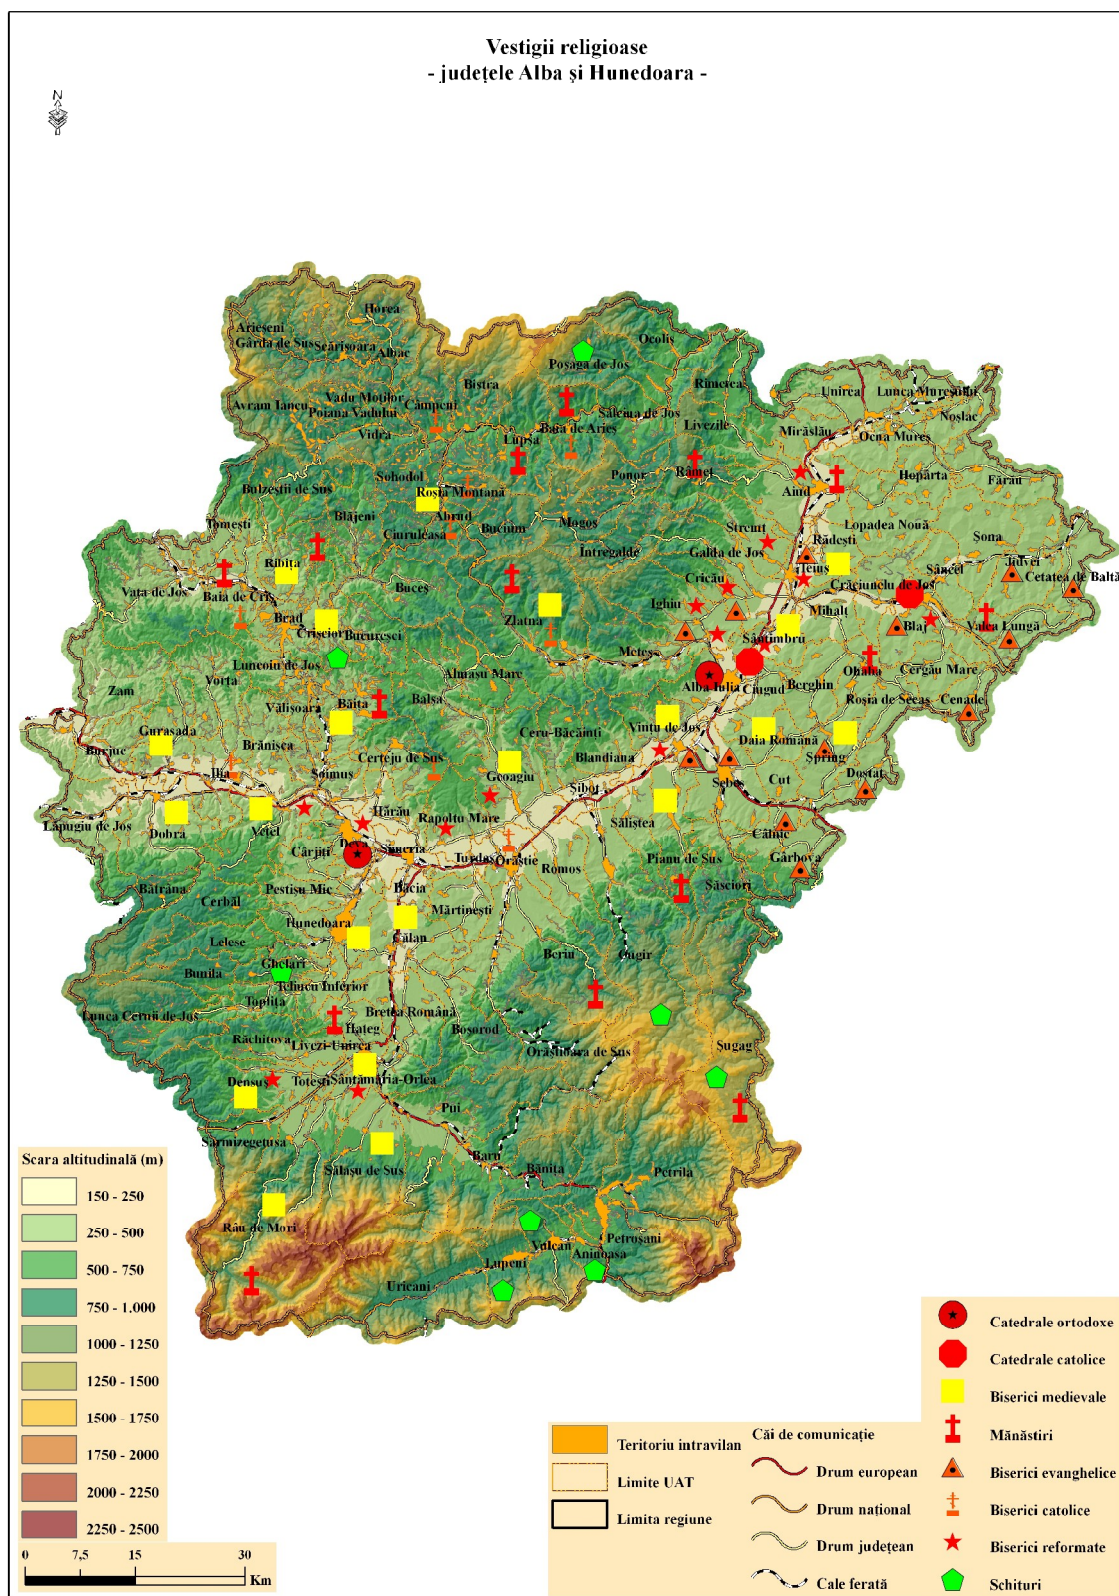 Vestigii religioase
- județele Alba și Hunedoara -
N
Horea
Arieșeni
Gârda de Sus
Scărișoara
Albac
Ocoliș
Poșaga de Jos
Bistra
Rimetea
Unirea
Lunca Mureșului
Noșlac
Avram Iancu
Vadu Moților
Poiana Vadului
Câmpeni
Sălciua de Jos
Livezile
Mirăslău
Ocna Mureș
Vidra
Baia de Arieș
Lupșa
Sohodol
Ponor
Râmeț
Aiud
Hopârta
Fărău
Bulzeștii de Sus
Roșia Montană
Tomești
Blăjeni
Abrud
Ciuruleasa
Bucium
Mogoș
Stremț
Lopadea Nouă
Rădești
Șona
Întregalde
Galda de Jos
Ribița
Teiuș
Crăciunelu de Jos
Sâncel
Jidvei
Cetatea de Baltă
Vața de Jos
Baia de Criș
Buceș
Cricău
Ighiu
Mihalț
Brad
Crișcior
Bucureșci
Zlatna
Blaj
Valea Lungă
Sântimbru
Luncoiu de Jos
Meteș
Almașu Mare
Ohaba
Cergău Mare
Zam
Vorța
Balșa
Alba Iulia
Ciugud
Berghin
Roșia de Secaș
Cenade
Vălișoara
Băița
Gurasada
Brănișca
Ceru-Băcăinți
Vințu de Jos
Daia Română
Burjuc
Certeju de Sus
Blandiana
Șpring
Ilia
Șoimuș
Geoagiu
Sebeș
Cut
Doștat
Șibot
Lăpugiu de Jos
Dobra
Vețel
Hărău
Rapoltu Mare
Săliștea
Câlnic
Cârjiți
Deva
Simeria
Turdaș
Orăștie
Romos
Pianu de Sus
Gârbova
Bătrâna
Pestișu Mic
Băcia
Săsciori
Cerbăl
Mărtinești
Hunedoara
Lelese
Călan
Beriu
Cugir
Bunila
Ghelari
Teliucu Inferior
Toplița
Lunca Cernii de Jos
Bretea Română
Boșorod
Hațeg
Răchitova
Livezi-Unirea
Orăștioara de Sus
Șugag
Densuș
Totești
Sântămăria-Orlea
Pui
Sarmizegetusa
Baru
Sălașu de Sus
Bănița
Petrila
Râu de Mori
Vulcan
Petroșani
Aninoasa
Lupeni
Uricani
Scara altitudinală (m)
150 - 250
250 - 500
500 - 750
750 - 1.000
1000 - 1250
1250 - 1500
1500 - 1750
1750 - 2000
2000 - 2250
2250 - 2500
0 7,5 15 30
Km
Teritoriu intravilan
Limite UAT
Limita regiune
Căi de comunicație
Drum european
Drum național
Drum județean
Cale ferată
Catedrale ortodoxe
Catedrale catolice
Biserici medievale
Mănăstiri
Biserici evanghelice
Biserici catolice
Biserici reformate
Schituri